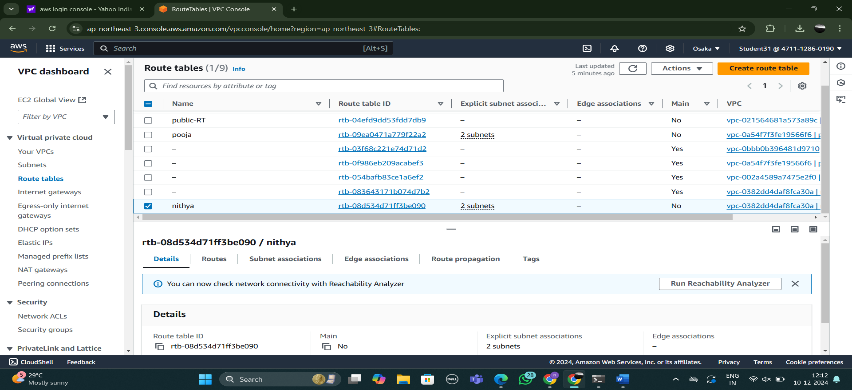 aws login console - Yahoo India
RouteTables | VPC Console
ap-northeast-3.console.aws.amazon.com/vpcconsole/home?region=ap-northeast-3#RouteTables:
aws
Services
Search
[Alt+S]
Osaka
Student31 @ 4711-1286-0190
VPC dashboard
EC2 Global View
Filter by VPC
Virtual private cloud
Your VPCs
Subnets
Route tables
Internet gateways
Egress-only internet
gateways
DHCP option sets
Elastic IPs
Managed prefix lists
NAT gateways
Peering connections
Security
Network ACLs
Security groups
PrivateLink and Lattice
Route tables (1/9) Info
Last updated
5 minutes ago
Actions
Create route table
Find resources by attribute or tag
1
Name Route table ID Explicit subnet associ... Edge associations Main VPC
public-RT rtb-04efd9dd53fdd7db9 – – No vpc-021564681a573a89c
pooja rtb-09ea0471a779f22a2 2 subnets – No vpc-0a54f7f3fe19566f6 | p
– rtb-03f68c221e74d71d2 – – Yes vpc-0bbb0b396481d9710
– rtb-0f986eb209acabef3 – – Yes vpc-0a54f7f3fe19566f6 | p
– rtb-054bafb83ce1a6ef2 – – Yes vpc-002a4589a7475e2f0 |
– rtb-083643171b074d7b2 – – Yes vpc-0382dd4daf8fca30a |
nithya rtb-08d534d71ff3be090 2 subnets – No vpc-0382dd4daf8fca30a |
rtb-08d534d71ff3be090 / nithya
Details Routes Subnet associations Edge associations Route propagation Tags
You can now check network connectivity with Reachability Analyzer
Run Reachability Analyzer
Details
Route table ID Main Explicit subnet associations Edge associations
rtb-08d534d71ff3be090 No 2 subnets –
CloudShell Feedback © 2024, Amazon Web Services, Inc. or its affiliates. Privacy Terms Cookie preferences
29°C
Mostly sunny
Search
ENG
IN
12:12
10-12-2024